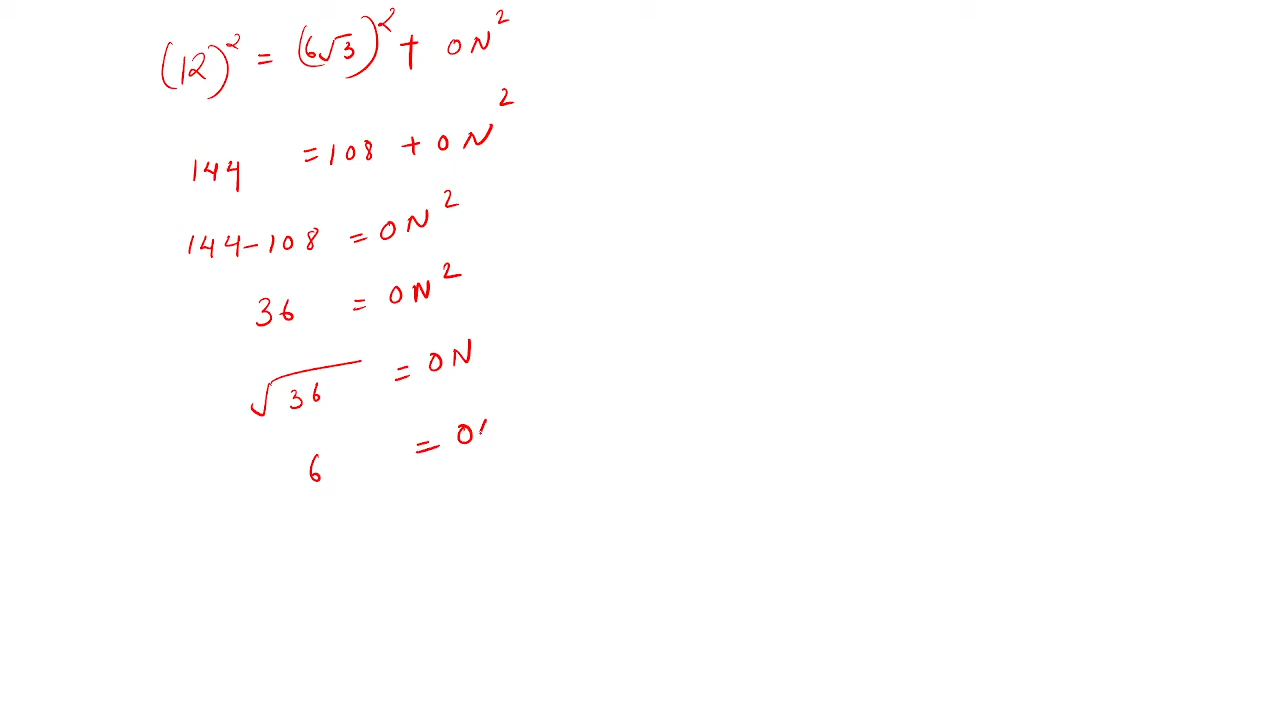 (12)² = (6√3)² + ON²
144 = 108 + ON²
144 - 108 = ON²
36 = ON²
√36 = ON
6 = O